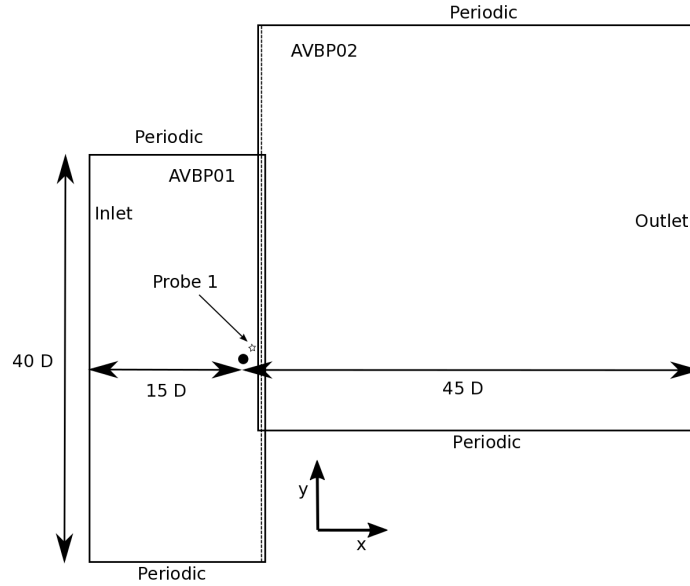 Periodic
AVBP02
Periodic
AVBP01
Inlet
Outlet
Probe 1
40 D
15 D
45 D
Periodic
y
x
Periodic